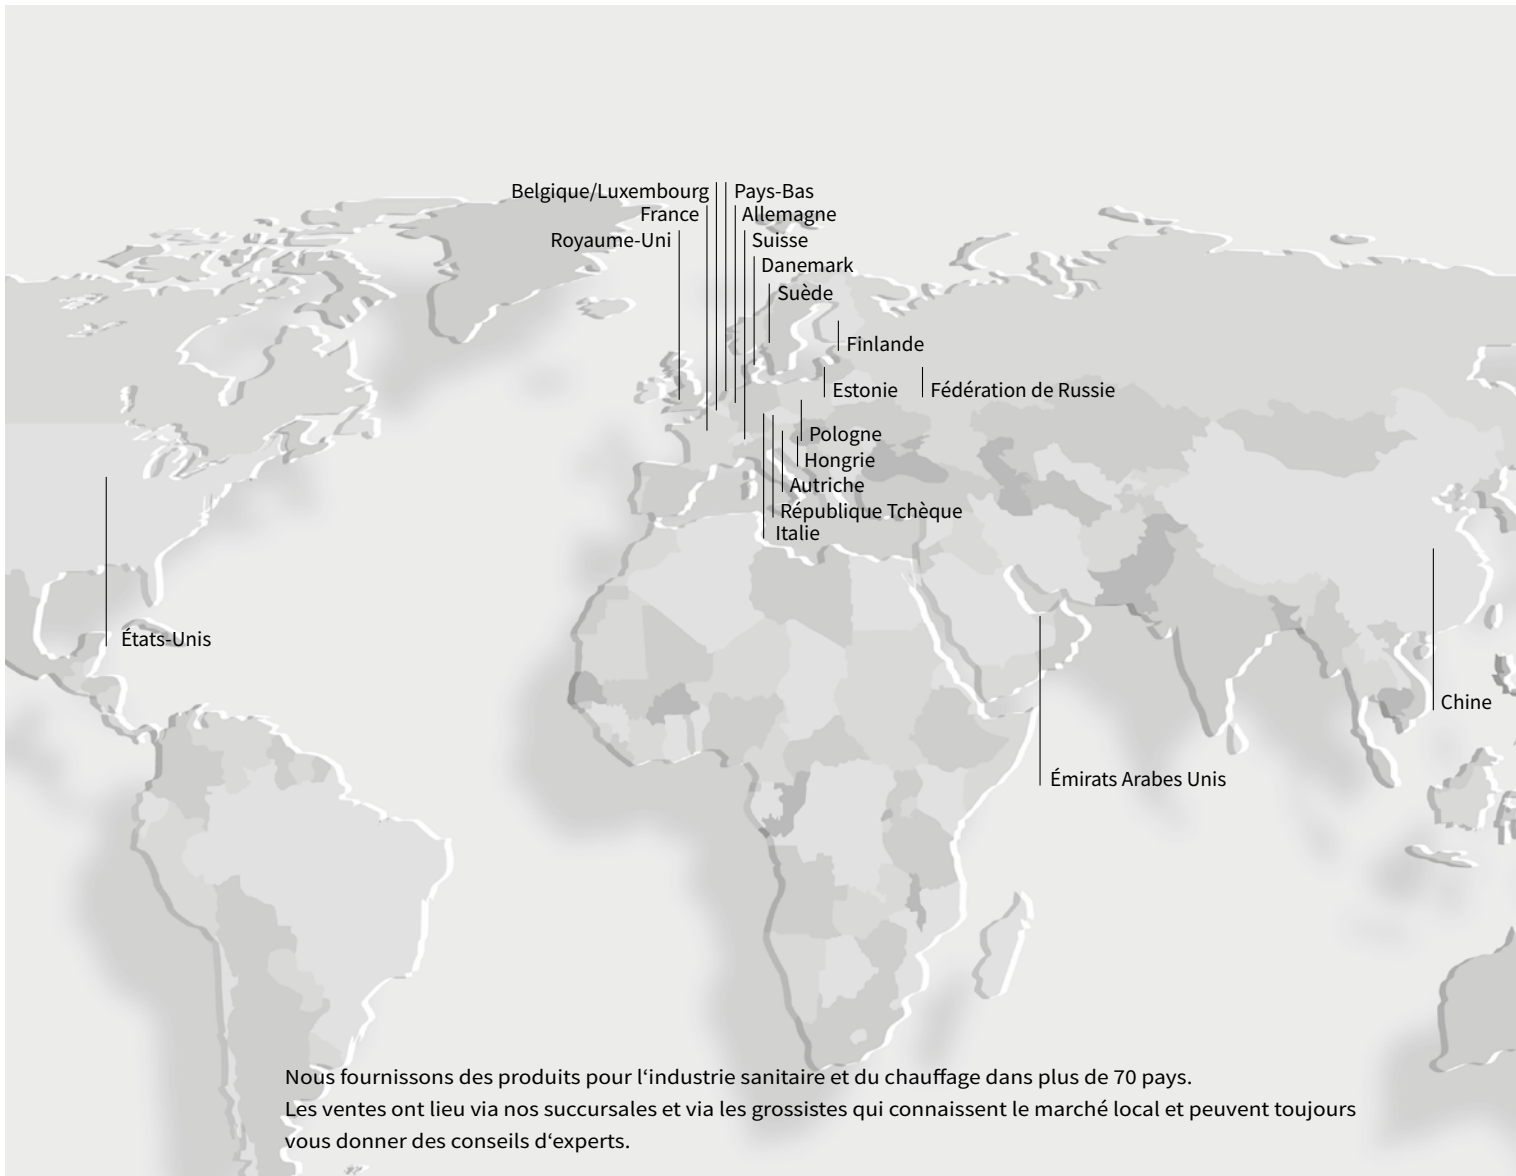 Belgique/Luxembourg
Pays-Bas
France
Allemagne
Royaume-Uni
Suisse
Danemark
Suède
Finlande
Estonie
Fédération de Russie
Pologne
Hongrie
Autriche
République Tchèque
Italie
États-Unis
Chine
Émirats Arabes Unis
Nous fournissons des produits pour l‘industrie sanitaire et du chauffage dans plus de 70 pays.
Les ventes ont lieu via nos succursales et via les grossistes qui connaissent le marché local et peuvent toujours
vous donner des conseils d‘experts.